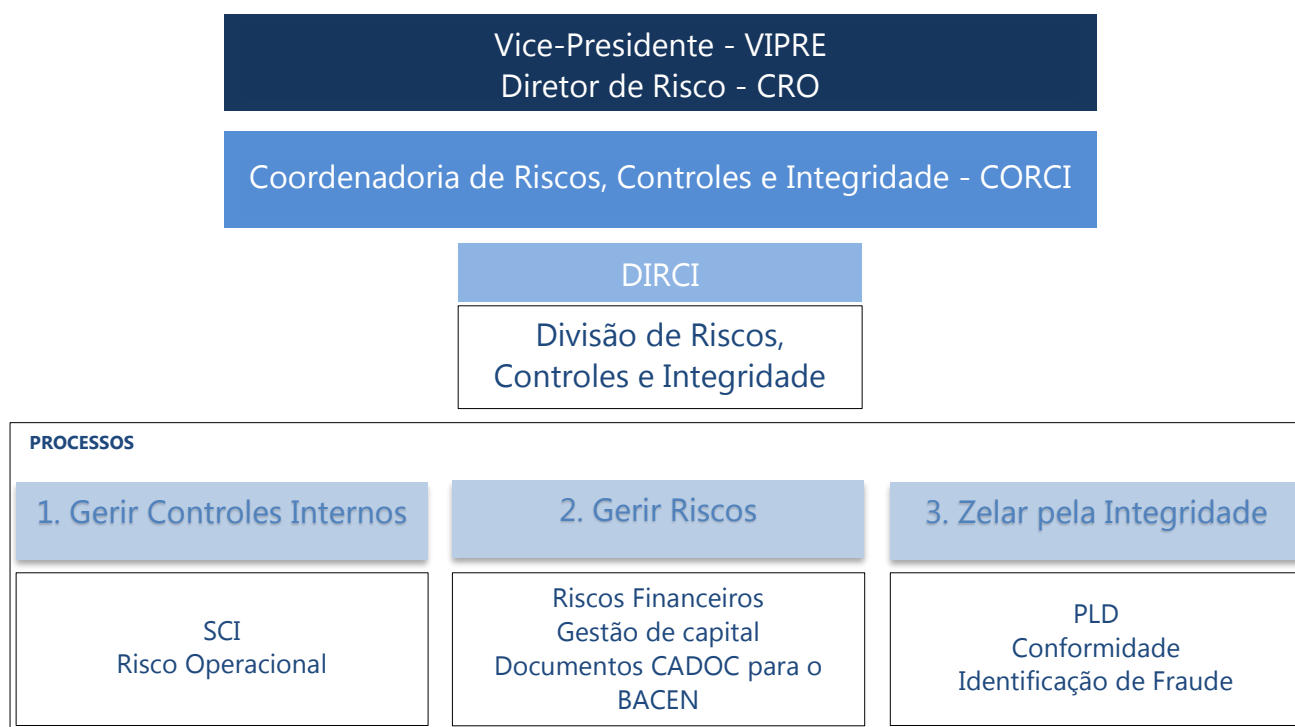 Vice-Presidente - VIPRE
Diretor de Risco - CRO
Coordenadoria de Riscos, Controles e Integridade - CORCI
DIRCI
Divisão de Riscos,
Controles e Integridade
PROCESSOS
1. Gerir Controles Internos
2. Gerir Riscos
3. Zelar pela Integridade
SCI
Risco Operacional
Riscos Financeiros
Gestão de capital
Documentos CADOC para o
BACEN
PLD
Conformidade
Identificação de Fraude